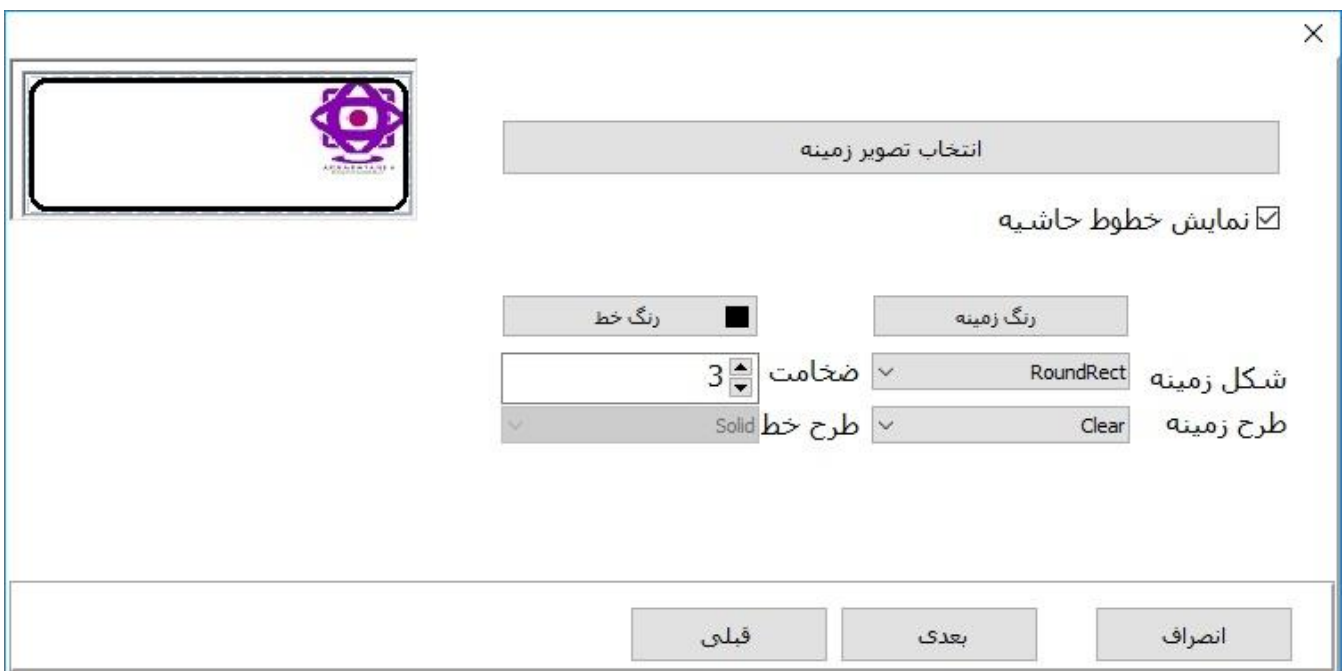 انتخاب تصویر زمینه
نمایش خطوط حاشیه
رنگ زمینه رنگ خط
شکل زمینه RoundRect ضخامت 3
طرح زمینه Clear طرح خط Solid
انصراف بعدی قبلی